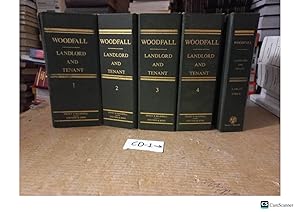 WOODFALL
LANDLORD
AND
TENANT
1
WOODFALL
LANDLORD
AND
TENANT
2
WOODFALL
LANDLORD
AND
TENANT
3
WOODFALL
LANDLORD
AND
TENANT
4
WOODFALL
CD-1→
CS CamScanner